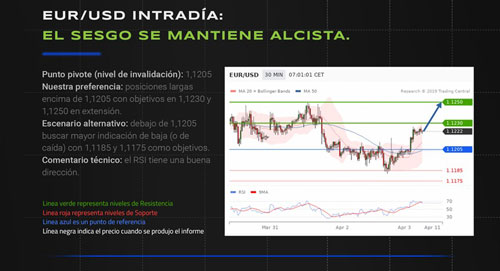 EUR/USD INTRADÍA:
EL SESGO SE MANTIENE ALCISTA.
Punto pivote (nivel de invalidación): 1,1205
Nuestra preferencia: posiciones largas
encima de 1,1205 con objetivos en 1,1230 y
1,1250 en extensión.
Escenario alternativo: debajo de 1,1205
buscar mayor indicación de baja (o de
caída) con 1,1185 y 1,1175 como objetivos.
Comentario técnico: el RSI tiene una buena
dirección.
Línea verde representa niveles de Resistencia
Línea roja representa niveles de Soporte
Línea azul es un punto de referencia
Línea negra indica el precio cuando se produjo el informe
EUR/USD 30 MIN 07:01:01 CET
MA 20 + Bollinger Bands MA 50 Research © 2019 Trading Central
1.1250
1.1230
1.1222
1.1205
1.1185
1.1175
RSI 9MA
70
50
30
Mar 31 Apr 2 Apr 3 Apr 11